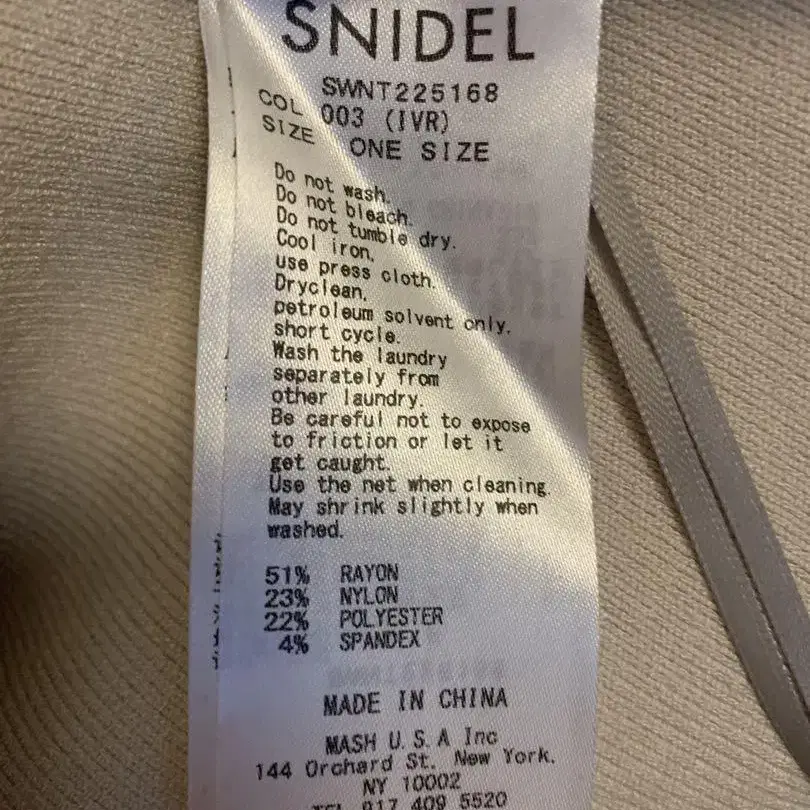 SNIDEL
SWNT225168
COL 003 (IVR)
SIZE ONE SIZE
Do not wash.
Do not bleach.
Do not tumble dry.
Cool iron.
use press cloth.
Dryclean.
petroleum solvent only.
short cycle.
Wash the laundry
separately from
other laundry.
Be careful not to expose
to friction or let it
get caught.
Use the net when cleaning.
May shrink slightly when
washed.
51% RAYON
23% NYLON
22% POLYESTER
4% SPANDEX
MADE IN CHINA
MASH U.S.A Inc
144 Orchard St. New York.
NY 10002
TEL 917 409 5520